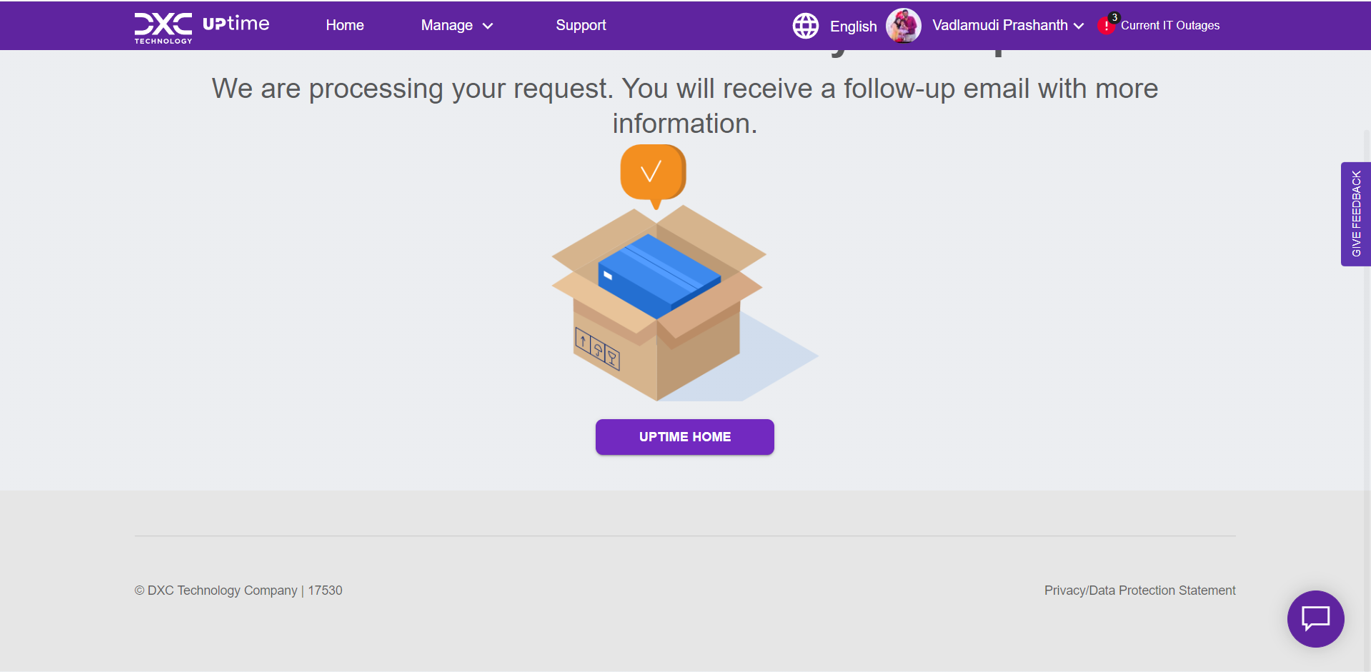 DXC
TECHNOLOGY
UPtime
Home
Manage
Support
English
Vadlamudi Prashanth
!
3
Current IT Outages
We are processing your request. You will receive a follow-up email with more
information.
GIVE FEEDBACK
UPTIME HOME
© DXC Technology Company | 17530
Privacy/Data Protection Statement